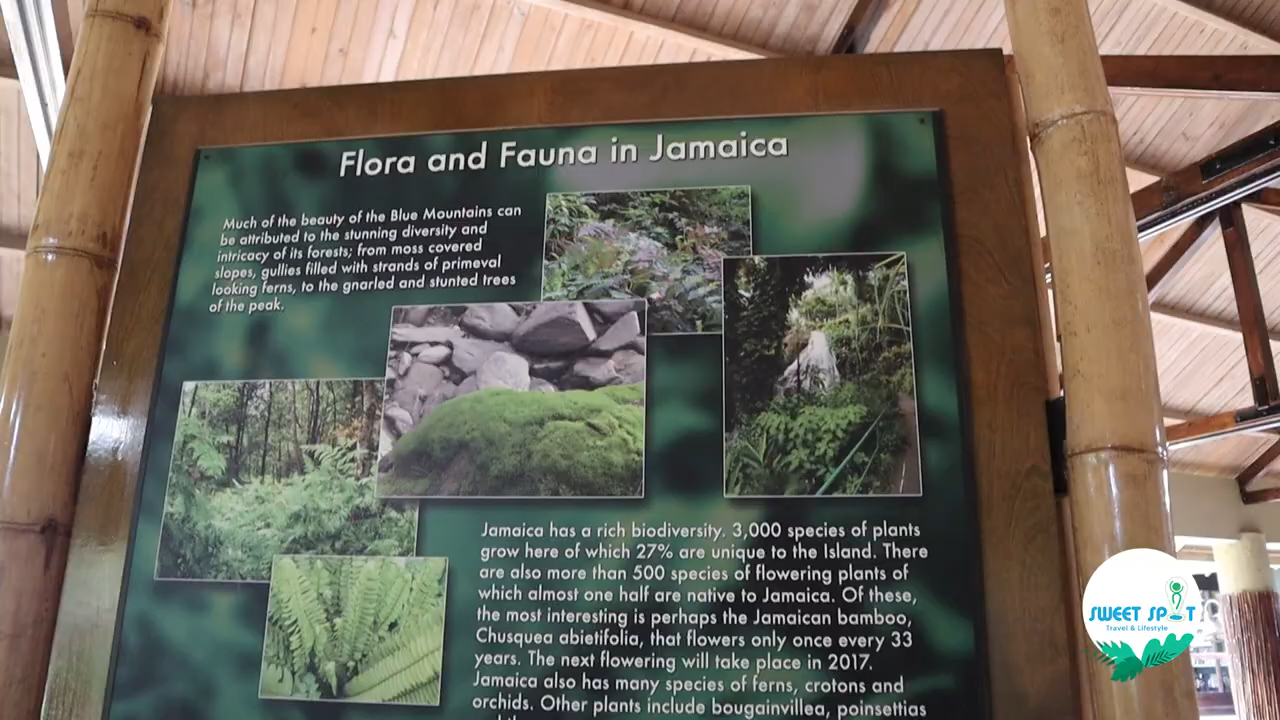 Flora and Fauna in Jamaica
Much of the beauty of the Blue Mountains can
be attributed to the stunning diversity and
intricacy of its forests; from moss covered
slopes, gullies filled with strands of primeval
looking ferns, to the gnarled and stunted trees
of the peak.
Jamaica has a rich biodiversity. 3,000 species of plants
grow here of which 27% are unique to the Island. There
are also more than 500 species of flowering plants of
which almost one half are native to Jamaica. Of these,
the most interesting is perhaps the Jamaican bamboo,
Chusquea abietifolia, that flowers only once every 33
years. The next flowering will take place in 2017.
Jamaica also has many species of ferns, crotons and
orchids. Other plants include bougainvillea, poinsettias
SWEET SPOT
Travel & Lifestyle